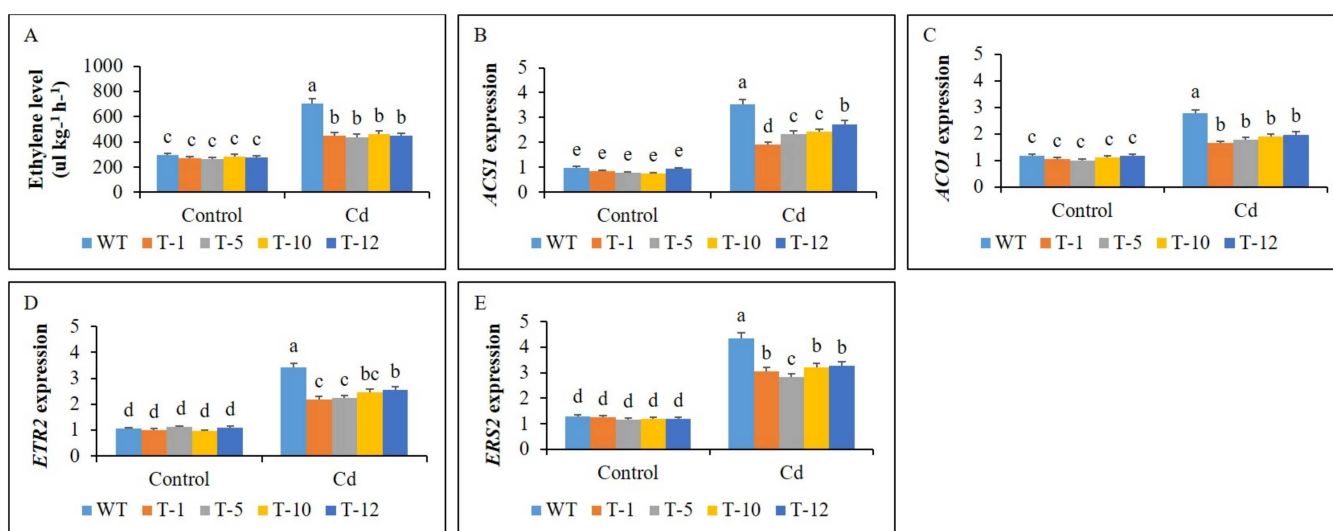 A
Ethylene level
(ul kg⁻¹ h⁻¹)
1000
800
600
400
200
0
c c c c c
a
b b b b
Control Cd
WT T-1 T-5 T-10 T-12
B
ACS1 expression
5
4
3
2
1
0
e e e e e
a
d c c b
Control Cd
WT T-1 T-5 T-10 T-12
C
ACO1 expression
5
4
3
2
1
0
c c c c c
a
b b b b
Control Cd
WT T-1 T-5 T-10 T-12
D
ETR2 expression
5
4
3
2
1
0
d d d d d
a
c c bc b
Control Cd
WT T-1 T-5 T-10 T-12
E
ERS2 expression
5
4
3
2
1
0
d d d d d
a
b c b b
Control Cd
WT T-1 T-5 T-10 T-12